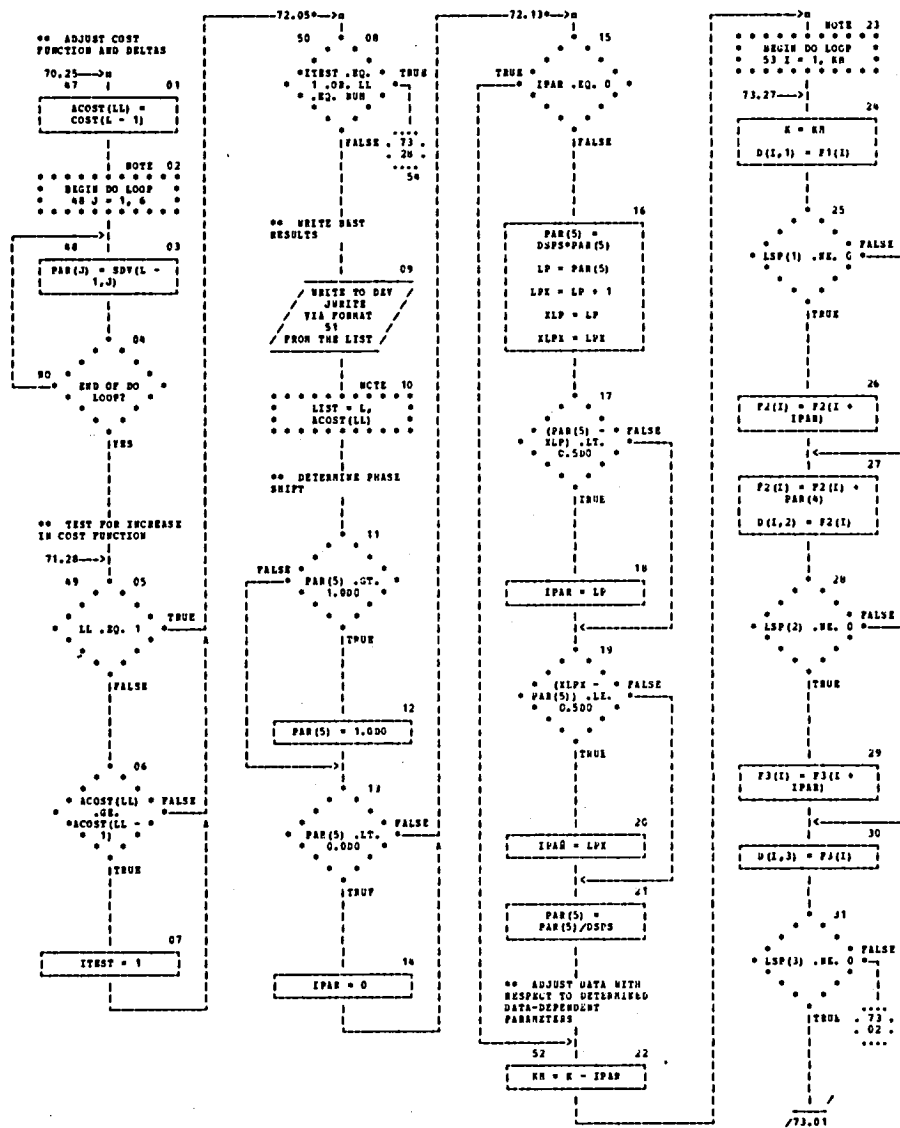 ** ADJUST COST
FUNCTION AND DELTAS
70.25--->*
47 01
ACOST(LL) =
COST(L - 1)
NOTE 02
BEGIN DO LOOP
48 J = 1, 6
48 03
PAR(J) = SDV(L -
1,J)
04
END OF DO
LOOP?
NO
YES
** TEST FOR INCREASE
IN COST FUNCTION
71.28--->
49 05
LL .EQ. 1
TRUE
FALSE
06
ACOST(LL)
.GE.
ACOST(LL -
1)
FALSE
TRUE
07
ITEST = 1
72.05*--->*
50 08
ITEST .EQ.
1 .OR. LL
.EQ. NUM
TRUE
73
28
54
FALSE
** WRITE BAST
RESULTS
09
WRITE TO DEV
JWRITE
VIA FORMAT
51
FROM THE LIST
NOTE 10
LIST = L,
ACOST(LL)
** DETERMINE PHASE
SHIFT
11
PAR(5) .GT.
1.0D0
FALSE
TRUE
12
PAR(5) = 1.0D0
13
PAR(5) .LT.
0.0D0
FALSE
TRUE
14
IPAR = 0
72.13*--->*
15
IPAR .EQ. 0
TRUE
FALSE
16
PAR(5) =
DSPS*PAR(5)
LP = PAR(5)
LPX = LP + 1
XLP = LP
XLPX = LPX
17
(PAR(5) -
XLP) .LT.
0.5D0
FALSE
TRUE
18
IPAR = LP
19
(XLPX -
PAR(5)) .LE.
0.5D0
FALSE
TRUE
20
IPAR = LPX
21
PAR(5) =
PAR(5)/DSPS
** ADJUST DATA WITH
RESPECT TO DETERMINED
DATA-DEPENDENT
PARAMETERS
52 22
KM = K - IPAR
NOTE 23
BEGIN DO LOOP
53 I = 1, KM
73.27--->
24
K = KM
D(I,1) = F1(I)
25
LSP(1) .NE. 0
FALSE
TRUE
26
F2(I) = F2(I +
IPAR)
27
F2(I) = F2(I) +
PAR(4)
D(I,2) = F2(I)
28
LSP(2) .NE. 0
FALSE
TRUE
29
F3(I) = F3(I +
IPAR)
30
D(I,3) = F3(I)
31
LSP(3) .NE. 0
FALSE
73
02
TRUE
/73.01